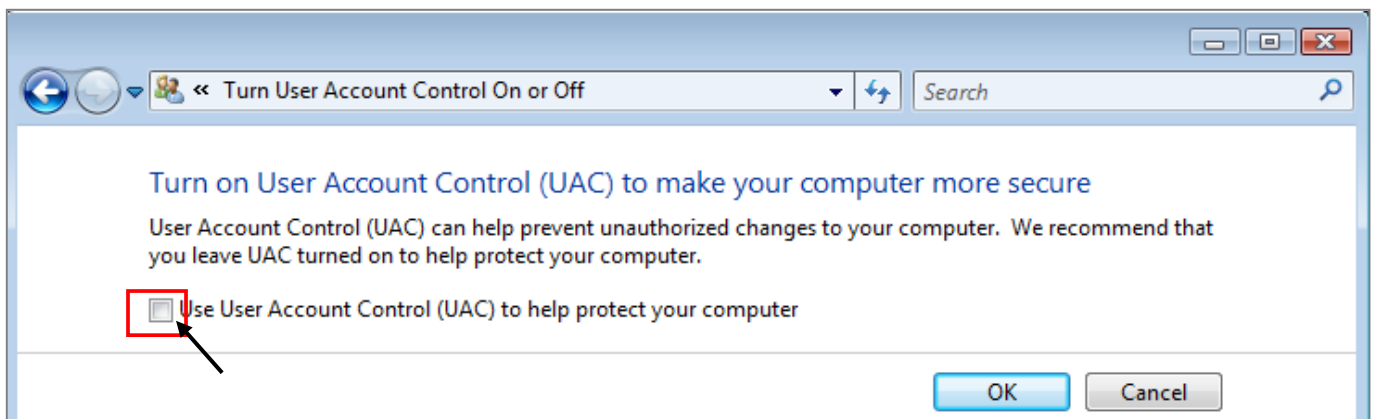 « Turn User Account Control On or Off
Search
Turn on User Account Control (UAC) to make your computer more secure
User Account Control (UAC) can help prevent unauthorized changes to your computer.  We recommend that
you leave UAC turned on to help protect your computer.
Use User Account Control (UAC) to help protect your computer
OK
Cancel